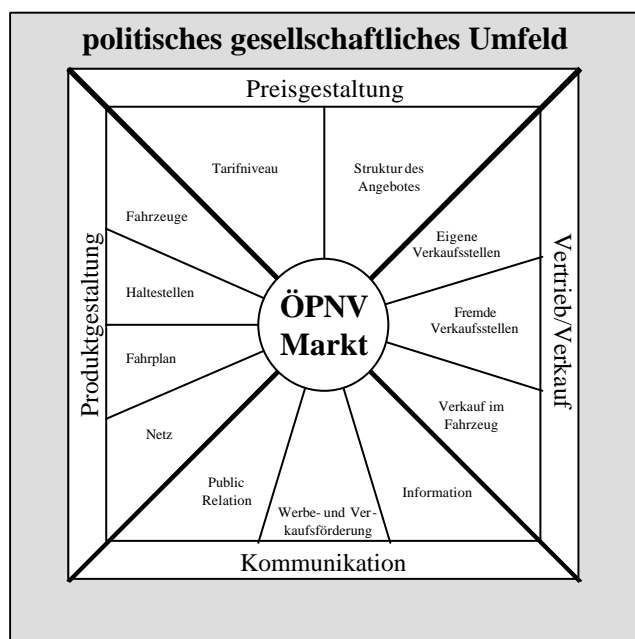 politisches gesellschaftliches Umfeld
Preisgestaltung
Tarifniveau
Struktur des
Angebotes
Fahrzeuge
Haltestellen
Fahrplan
Netz
Produktgestaltung
ÖPNV
Markt
Eigene
Verkaufsstellen
Fremde
Verkaufsstellen
Verkauf im
Fahrzeug
Vertrieb/Verkauf
Public
Relation
Werbe- und Ver-
kaufsförderung
Information
Kommunikation